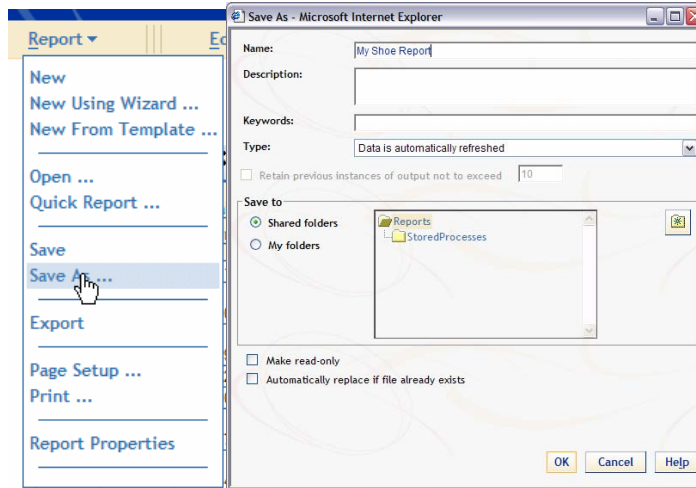 Report
Ed
New
New Using Wizard ...
New From Template ...
Open ...
Quick Report ...
Save
Save As ...
Export
Page Setup ...
Print ...
Report Properties
Save As - Microsoft Internet Explorer
Name: My Shoe Report
Description:
Keywords:
Type: Data is automatically refreshed
Retain previous instances of output not to exceed 10
Save to
Shared folders
My folders
Reports
StoredProcesses
Make read-only
Automatically replace if file already exists
OK Cancel Help